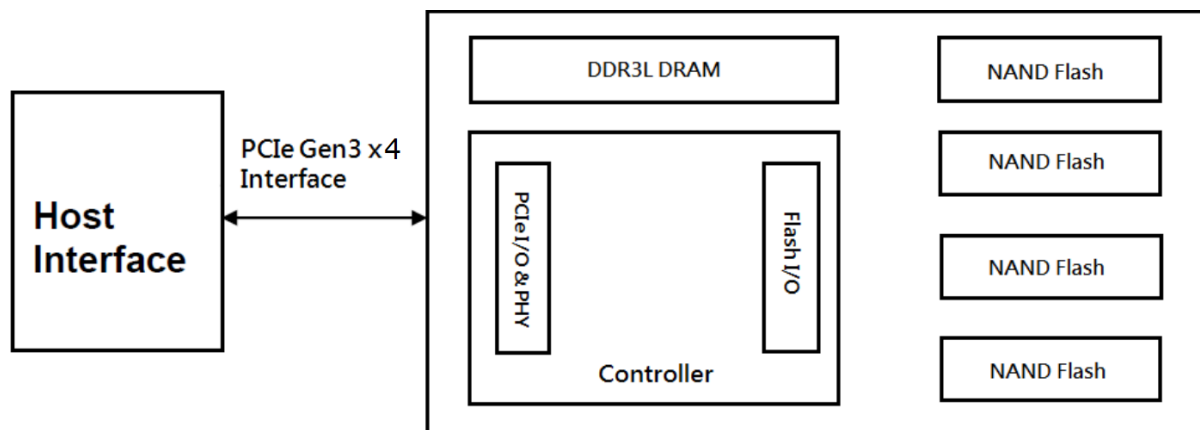 Host
Interface
PCIe Gen3 x4
Interface
DDR3L DRAM
PCIe I/O & PHY
Flash I/O
Controller
NAND Flash
NAND Flash
NAND Flash
NAND Flash